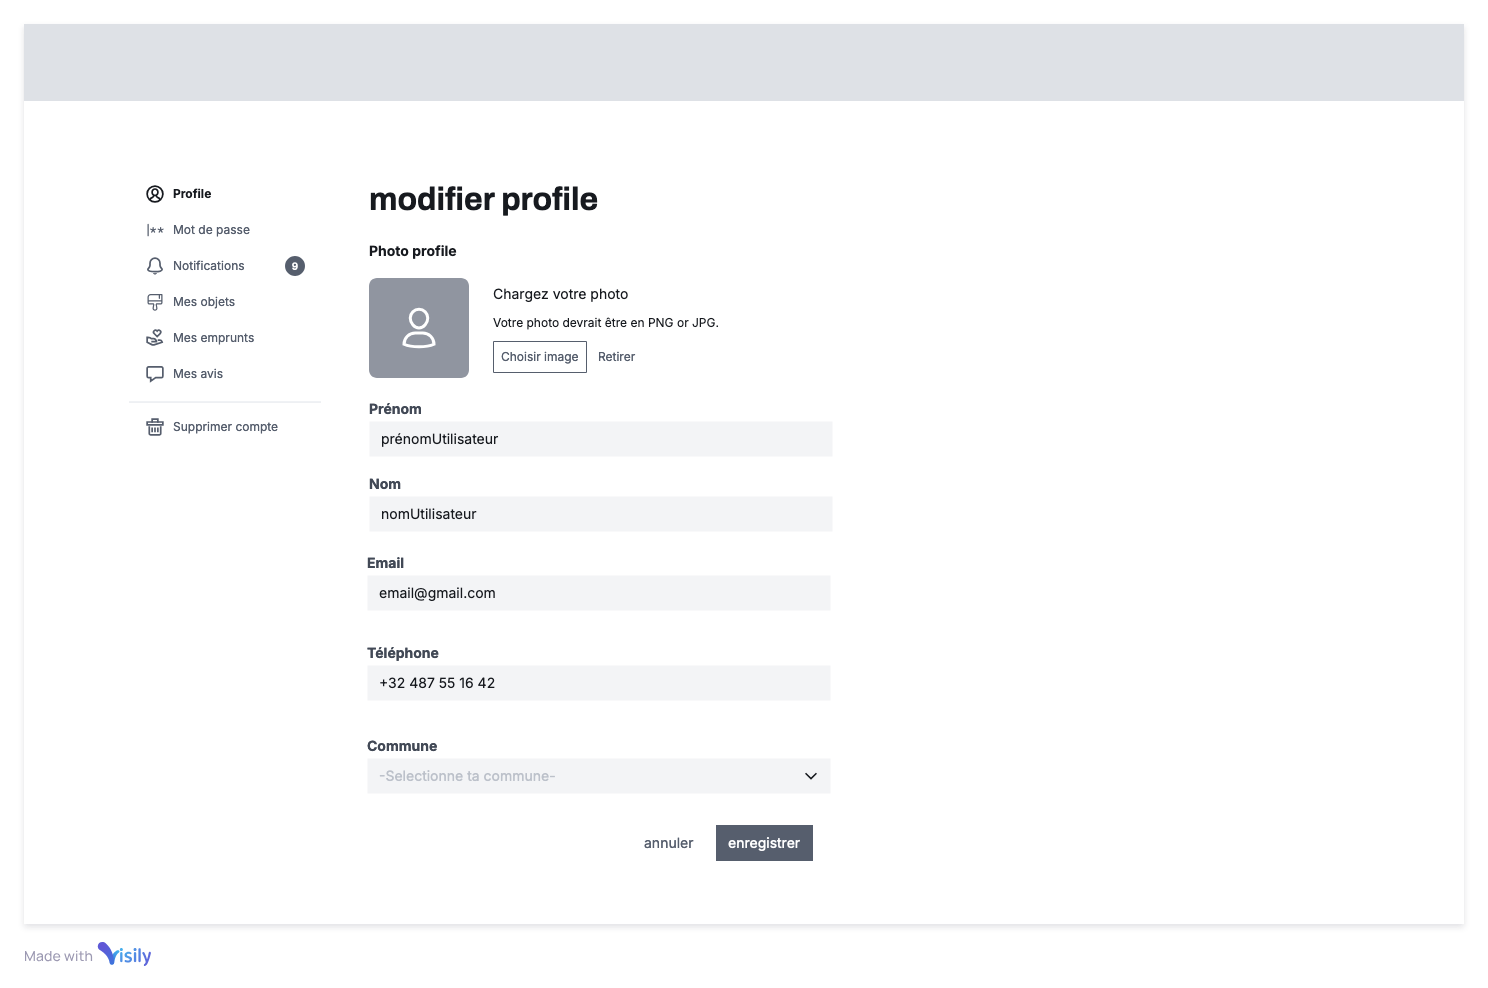 Profile
|** Mot de passe
Notifications 9
Mes objets
Mes emprunts
Mes avis
Supprimer compte
modifier profile
Photo profile
Chargez votre photo
Votre photo devrait être en PNG or JPG.
Choisir image Retirer
Prénom
prénomUtilisateur
Nom
nomUtilisateur
Email
email@gmail.com
Téléphone
+32 487 55 16 42
Commune
-Selectionne ta commune-
annuler enregistrer
Made with Visily